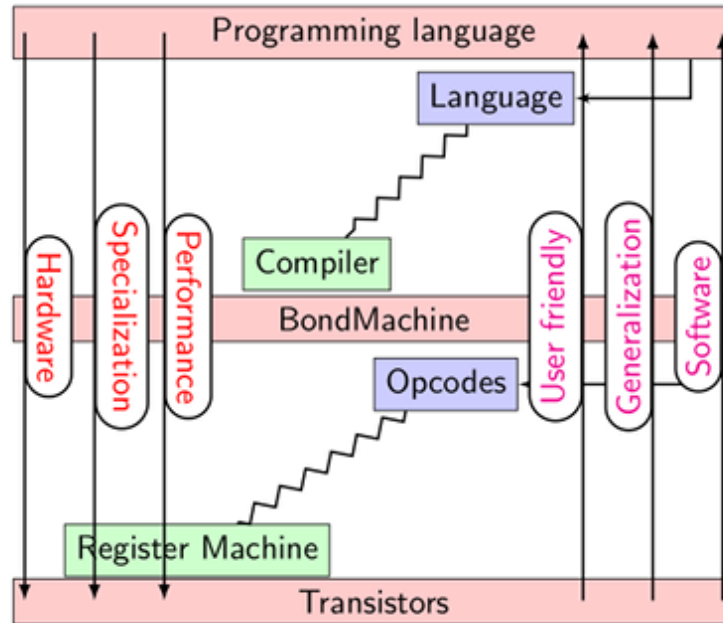 Programming language
Language
Hardware
Specialization
Performance
Compiler
BondMachine
User friendly
Generalization
Software
Opcodes
Register Machine
Transistors